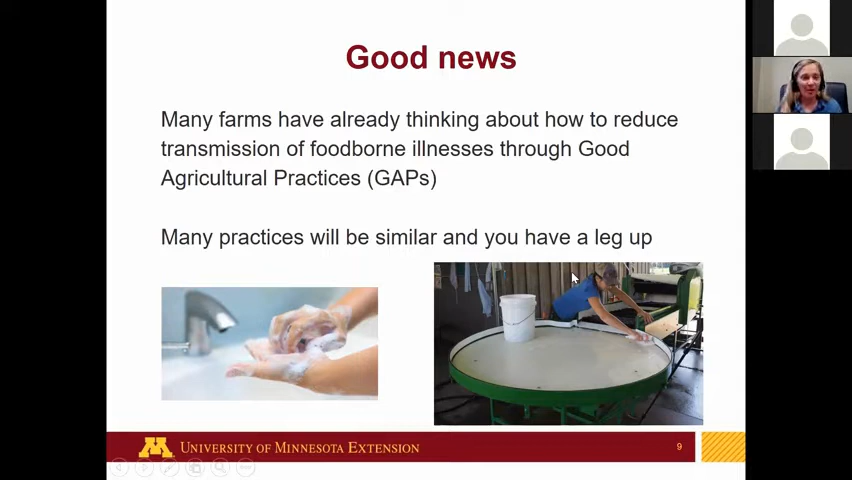 Good news
Many farms have already thinking about how to reduce
transmission of foodborne illnesses through Good
Agricultural Practices (GAPs)
Many practices will be similar and you have a leg up
M UNIVERSITY OF MINNESOTA EXTENSION
9